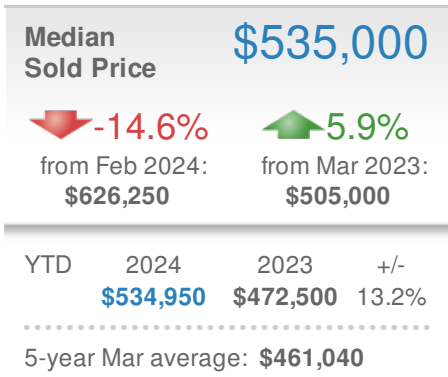 Median $535,000
Sold Price
-14.6% 5.9%
from Feb 2024: from Mar 2023:
$626,250 $505,000
YTD 2024 2023 +/-
$534,950 $472,500 13.2%
5-year Mar average: $461,040